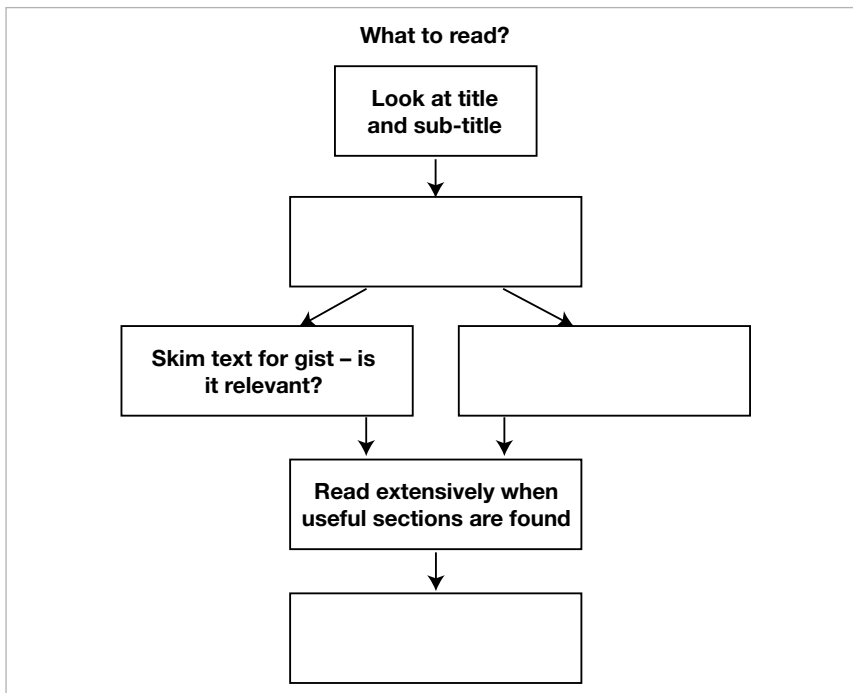 What to read?
Look at title
and sub-title
Skim text for gist – is
it relevant?
Read extensively when
useful sections are found